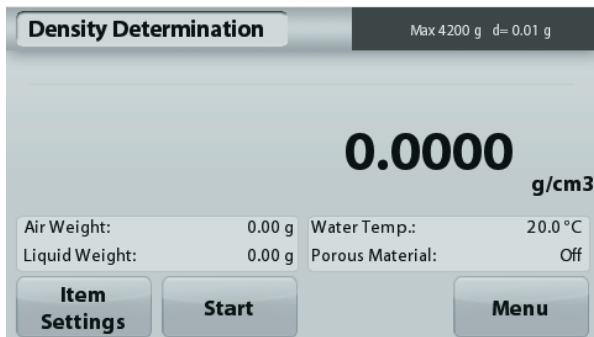 Density Determination
Max 4200 g d= 0.01 g
0.0000
g/cm3
Air Weight: 0.00 g
Liquid Weight: 0.00 g
Water Temp.: 20.0°C
Porous Material: Off
Item
Settings
Start
Menu